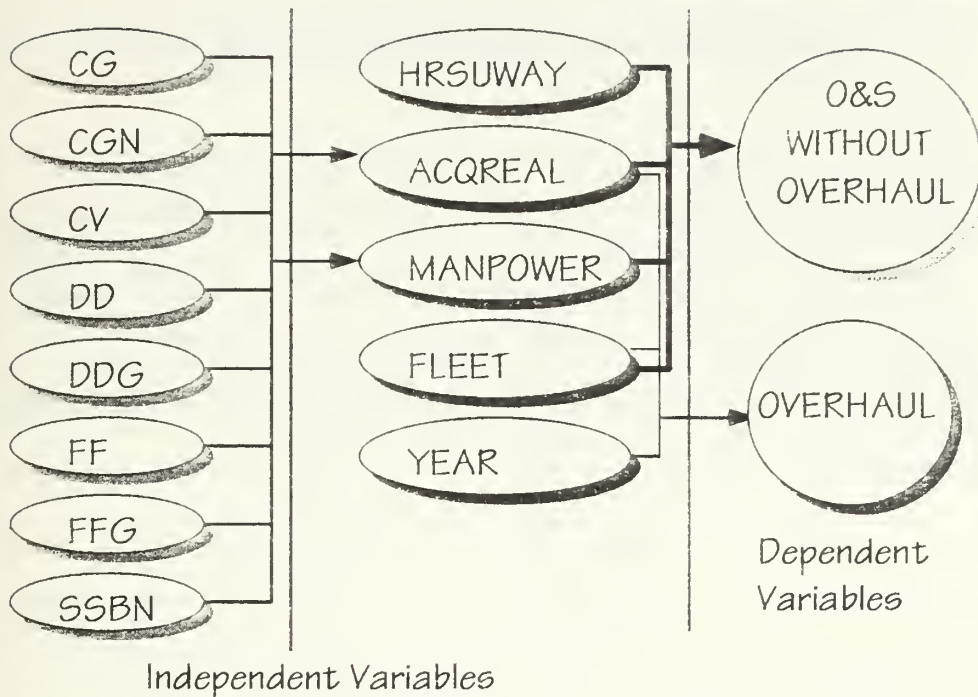 CG
CGN
CV
DD
DDG
FF
FFG
SSBN
HRSUWAY
ACQREAL
MANPOWER
FLEET
YEAR
O&S
WITHOUT
OVERHAUL
OVERHAUL
Dependent
Variables
Independent Variables